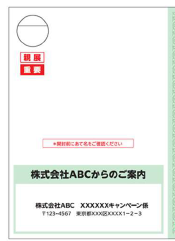 親展
重要
*開封前にあて名をご確認ください
株式会社ABCからのご案内
株式会社ABC　XXXXXXキャンペーン係
〒123-4567　東京都XXX区XXXX1-2-3